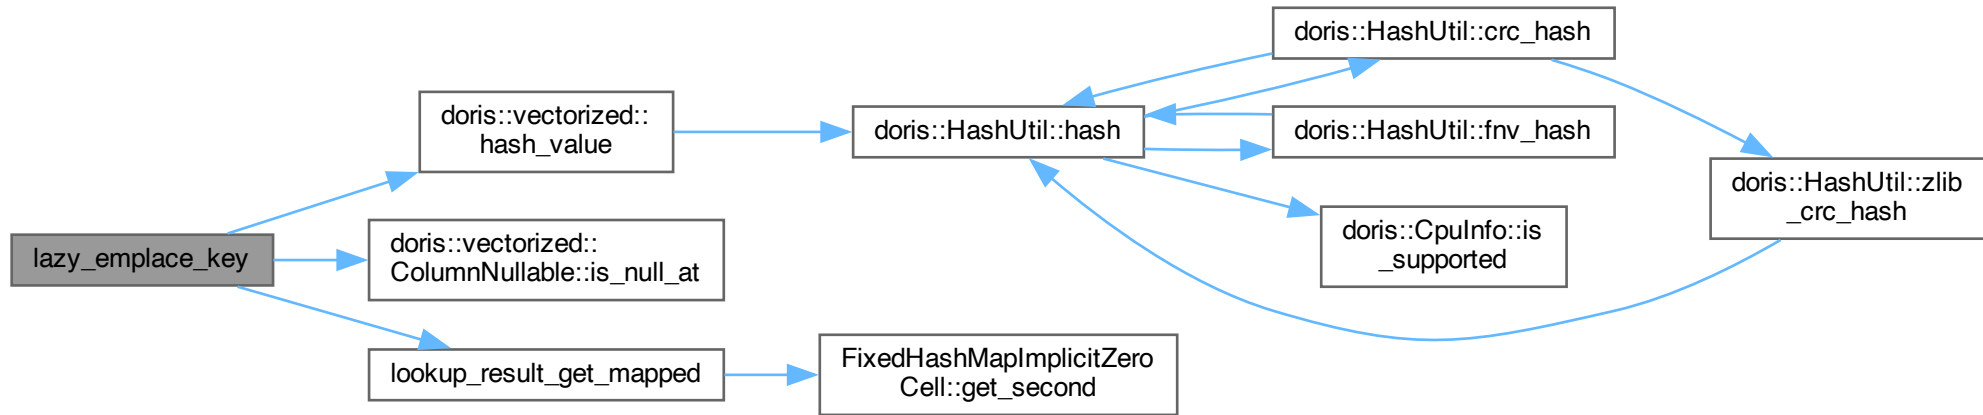 lazy_emplace_key
doris::vectorized::
hash_value
doris::vectorized::
ColumnNullable::is_null_at
lookup_result_get_mapped
doris::HashUtil::hash
FixedHashMapImplicitZero
Cell::get_second
doris::HashUtil::crc_hash
doris::HashUtil::fnv_hash
doris::CpuInfo::is
_supported
doris::HashUtil::zlib
_crc_hash